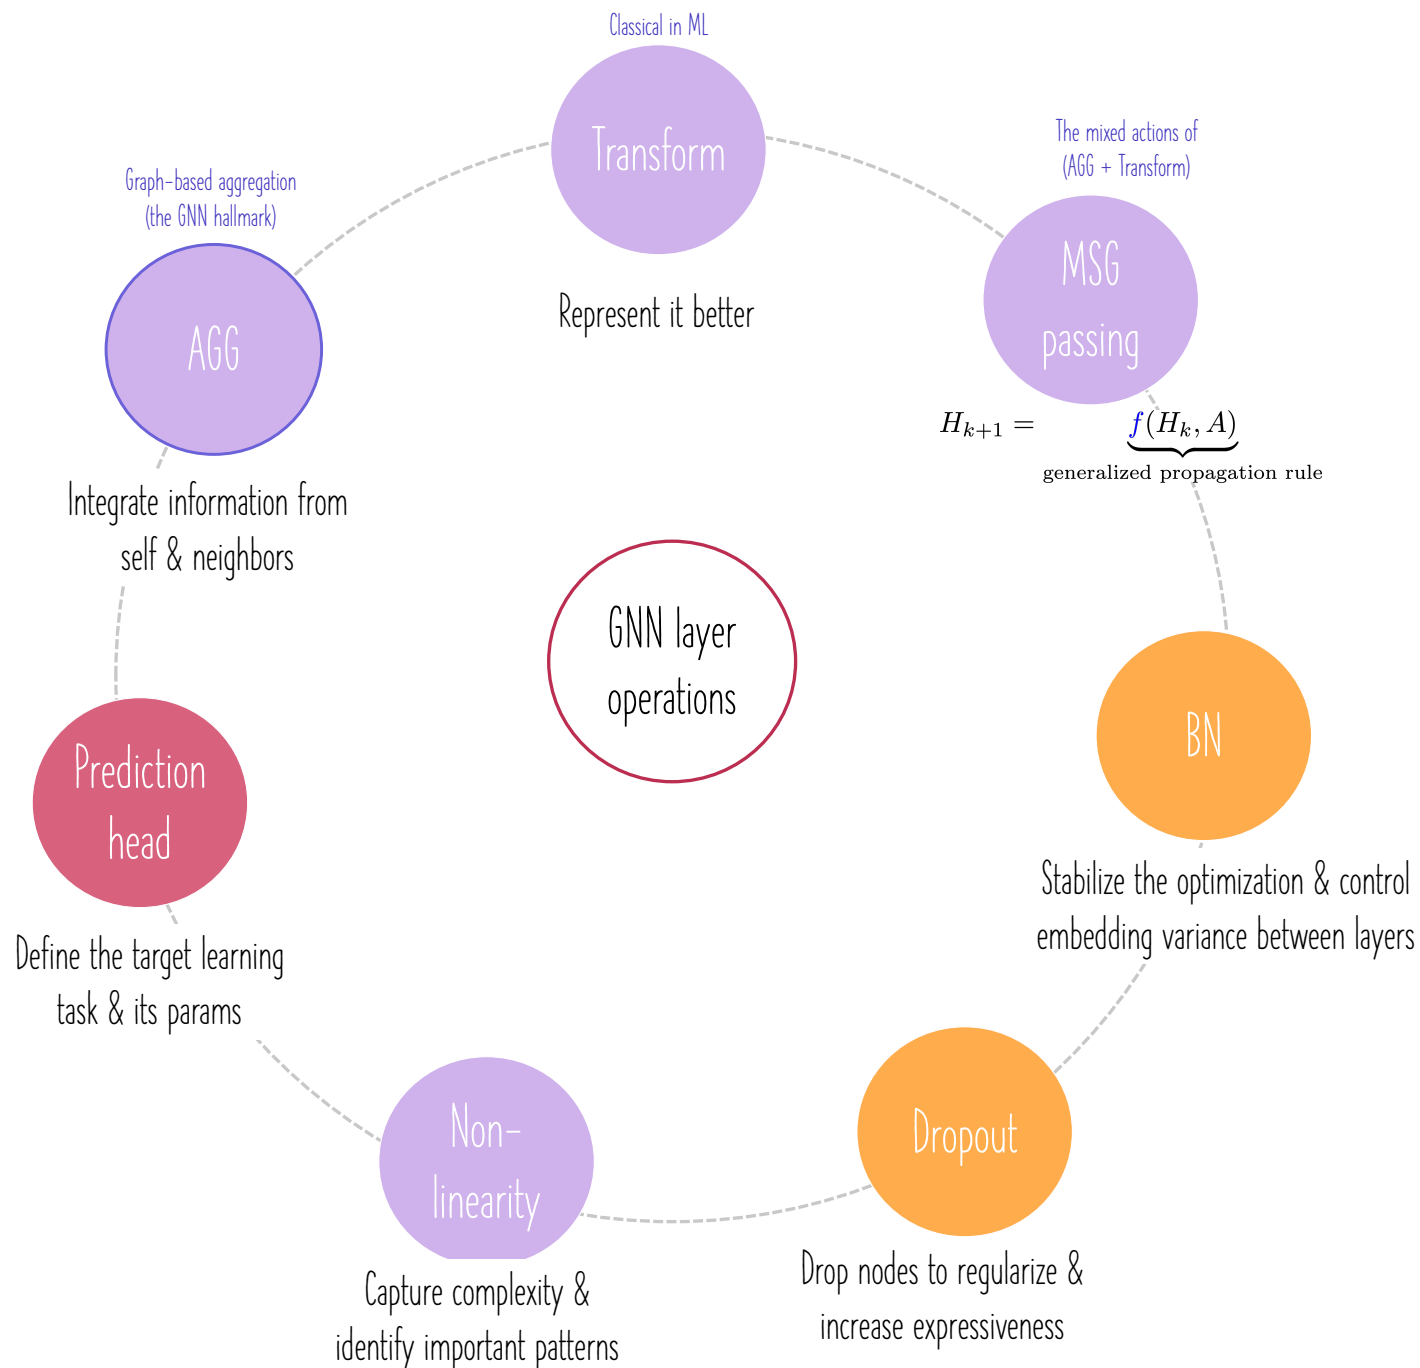 Classical in ML
Transform
Represent it better
The mixed actions of
(AGG + Transform)
MSG
passing
H_{k+1} = f(H_k, A)
generalized propagation rule
Graph-based aggregation
(the GNN hallmark)
AGG
Integrate information from
self & neighbors
GNN layer
operations
BN
Stabilize the optimization & control
embedding variance between layers
Prediction
head
Define the target learning
task & its params
Dropout
Drop nodes to regularize &
increase expressiveness
Non-
linearity
Capture complexity &
identify important patterns